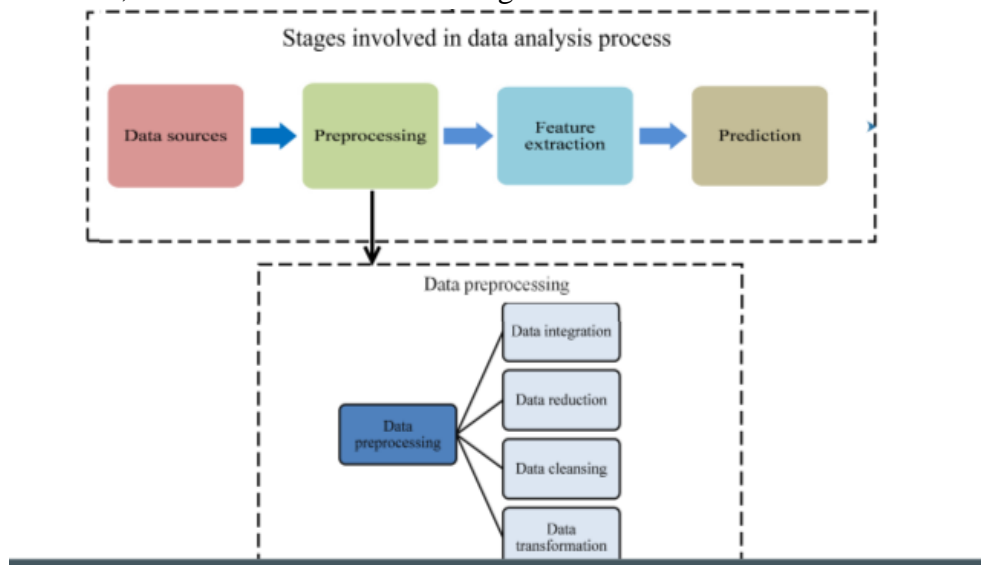 Stages involved in data analysis process
Data sources
Preprocessing
Feature
extraction
Prediction
Data preprocessing
Data integration
Data reduction
Data
preprocessing
Data cleansing
Data
transformation